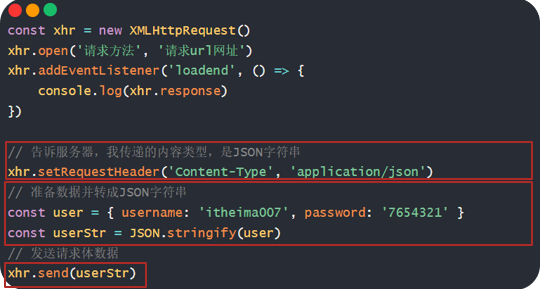 const xhr = new XMLHttpRequest()
xhr.open('请求方法', '请求url网址')
xhr.addEventListener('loadend', () => {
    console.log(xhr.response)
})
// 告诉服务器，我传递的内容类型，是JSON字符串
xhr.setRequestHeader('Content-Type', 'application/json')
// 准备数据并转成JSON字符串
const user = { username: 'itheima007', password: '7654321' }
const userStr = JSON.stringify(user)
// 发送请求体数据
xhr.send(userStr)